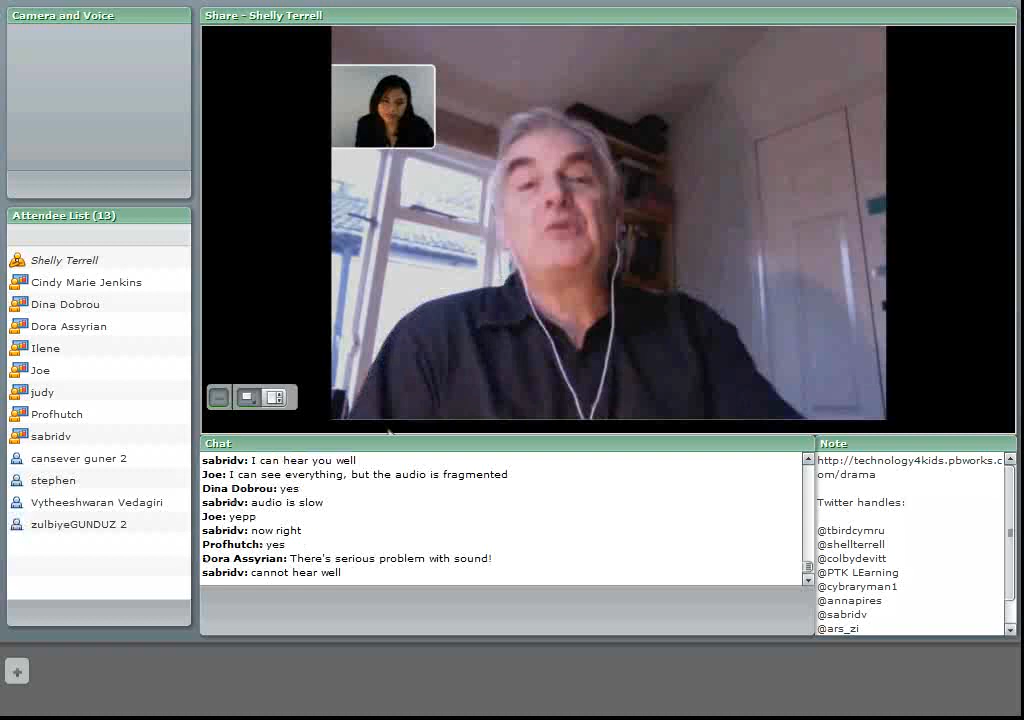 Camera and Voice
Share - Shelly Terrell
Attendee List (13)
Shelly Terrell
Cindy Marie Jenkins
Dina Dobrou
Dora Assyrian
Ilene
Joe
judy
Profhutch
sabridv
cansever guner 2
stephen
Vytheeshwaran Vedagiri
zulbiyeGUNDUZ 2
Chat
sabridv: I can hear you well
Joe: I can see everything, but the audio is fragmented
Dina Dobrou: yes
sabridv: audio is slow
Joe: yepp
sabridv: now right
Profhutch: yes
Dora Assyrian: There's serious problem with sound!
sabridv: cannot hear well
Note
http://technology4kids.pbworks.c
om/drama
Twitter handles:
@tbirdcymru
@shellterrell
@colbydevitt
@PTK LEarning
@cybraryman1
@annapires
@sabridv
@ars_zi